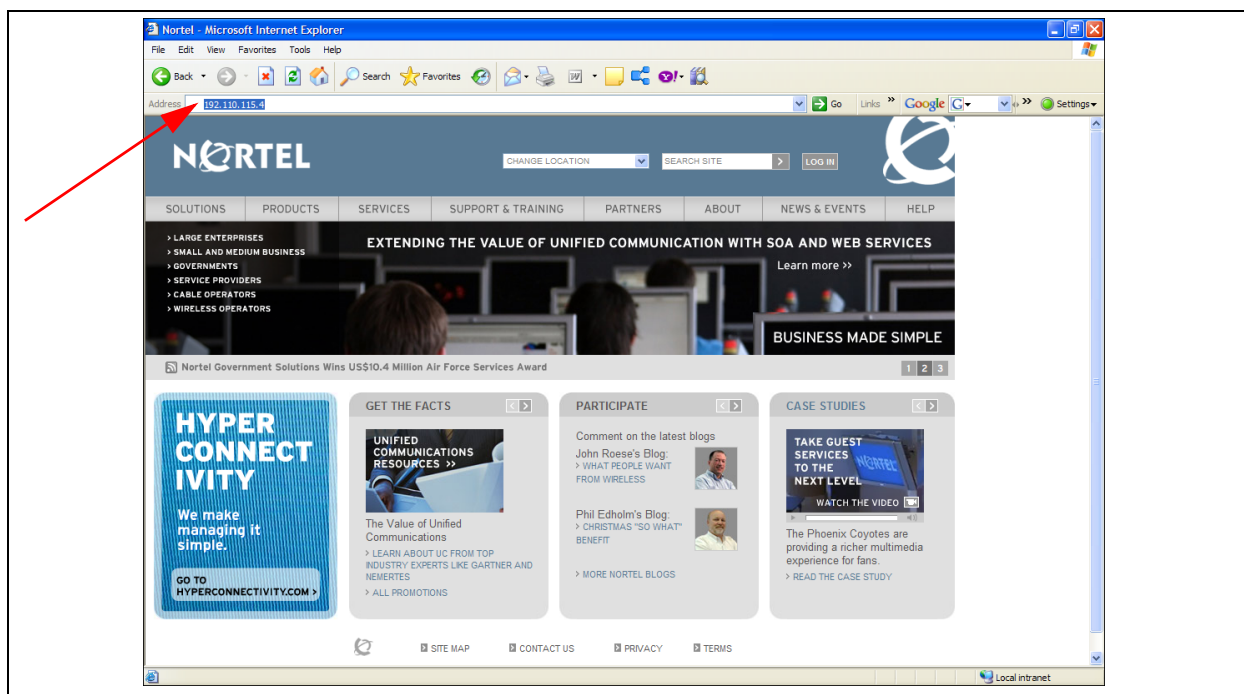 Nortel - Microsoft Internet Explorer
File Edit View Favorites Tools Help
Back Search Favorites
Address 192.110.115.4 Go Links » Google G » Settings
NORTEL
CHANGE LOCATION SEARCH SITE > LOG IN
SOLUTIONS PRODUCTS SERVICES SUPPORT & TRAINING PARTNERS ABOUT NEWS & EVENTS HELP
> LARGE ENTERPRISES
> SMALL AND MEDIUM BUSINESS
> GOVERNMENTS
> SERVICE PROVIDERS
> CABLE OPERATORS
> WIRELESS OPERATORS
EXTENDING THE VALUE OF UNIFIED COMMUNICATION WITH SOA AND WEB SERVICES
Learn more >>
BUSINESS MADE SIMPLE
Nortel Government Solutions Wins US$10.4 Million Air Force Services Award
1 2 3
HYPER
CONNECT
IVITY
We make
managing it
simple.
GO TO
HYPERCONNECTIVITY.COM >
GET THE FACTS
UNIFIED
COMMUNICATIONS
RESOURCES >>
The Value of Unified
Communications
> LEARN ABOUT UC FROM TOP
INDUSTRY EXPERTS LIKE GARTNER AND
NEMERTES
> ALL PROMOTIONS
PARTICIPATE
Comment on the latest blogs
John Roese's Blog:
> WHAT PEOPLE WANT
FROM WIRELESS
Phil Edholm's Blog:
> CHRISTMAS "SO WHAT"
BENEFIT
> MORE NORTEL BLOGS
CASE STUDIES
TAKE GUEST
SERVICES
TO THE
NEXT LEVEL
NORTEL
WATCH THE VIDEO
The Phoenix Coyotes are
providing a richer multimedia
experience for fans.
> READ THE CASE STUDY
SITE MAP CONTACT US PRIVACY TERMS
Local intranet